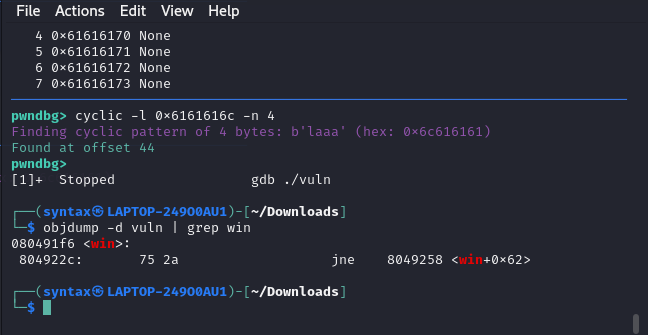 File Actions Edit View Help
4 0×61616170 None
5 0×61616171 None
6 0×61616172 None
7 0×61616173 None
pwndbg> cyclic -l 0×6161616c -n 4
Finding cyclic pattern of 4 bytes: b'laaa' (hex: 0×6c616161)
Found at offset 44
pwndbg>
[1]+ Stopped gdb ./vuln
┌──(syntax㉿LAPTOP-249O0AU1)-[~/Downloads]
└─$ objdump -d vuln | grep win
080491f6 <win>:
804922c: 75 2a jne 8049258 <win+0×62>
┌──(syntax㉿LAPTOP-249O0AU1)-[~/Downloads]
└─$